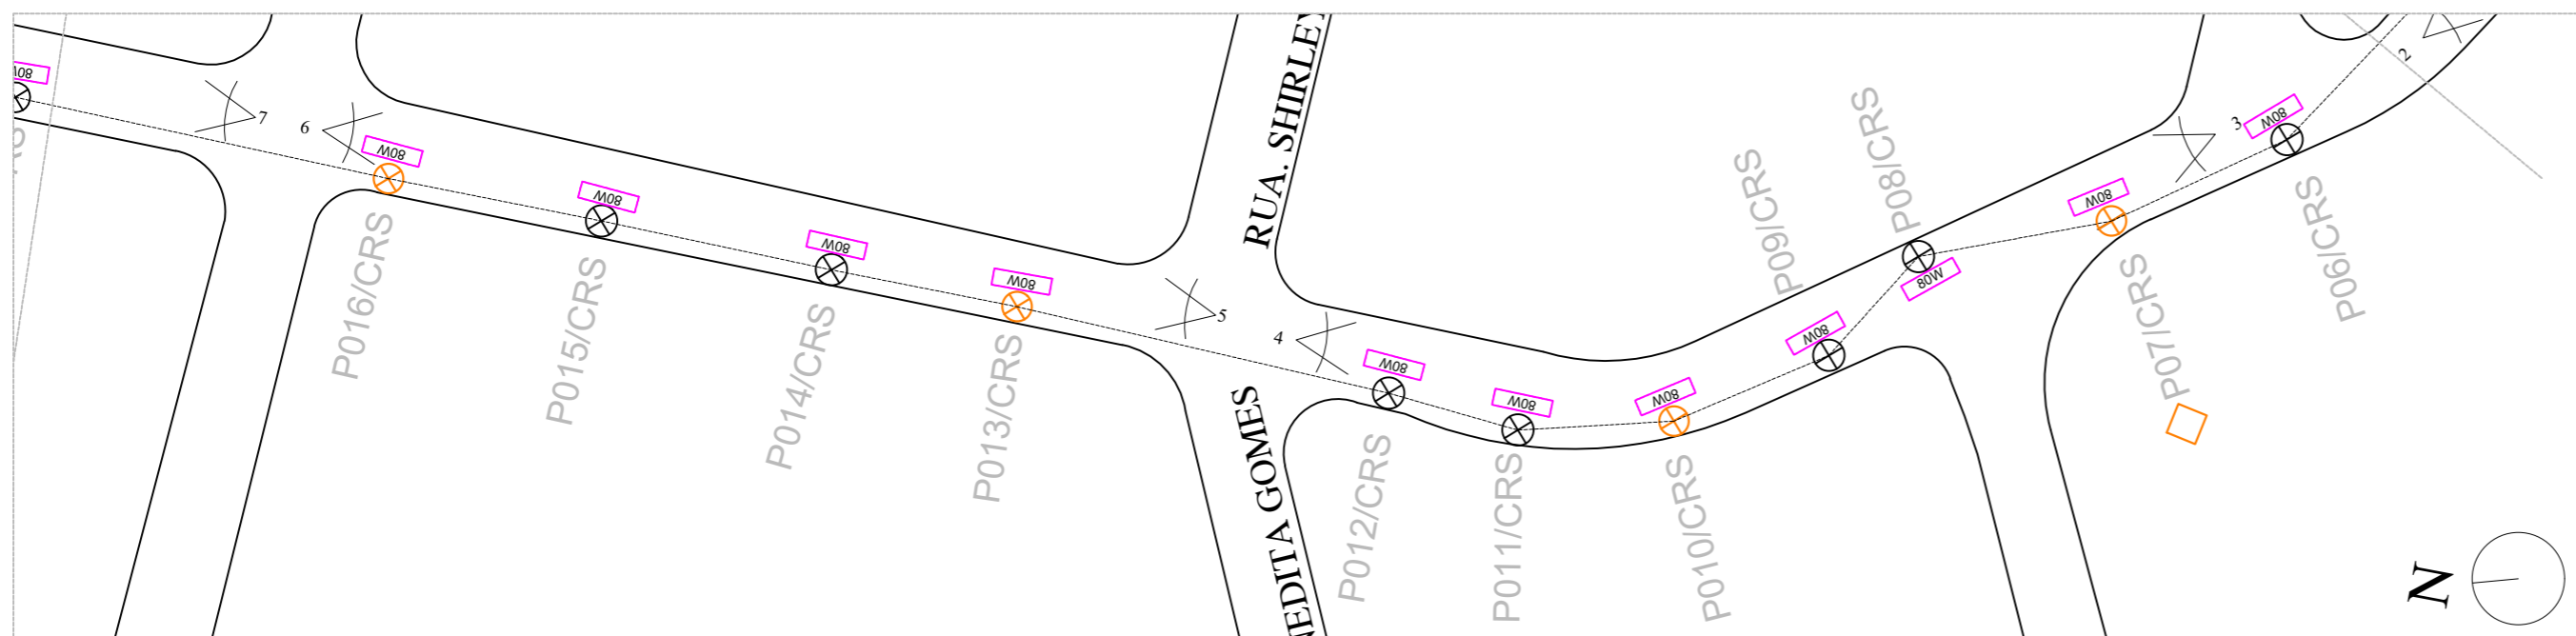 80W
7
6
80W
P016/CRS
80W
P015/CRS
80W
P014/CRS
80W
P013/CRS
5
4
RUA. SHIRLEY
EDITA GOMES
80W
P012/CRS
80W
P011/CRS
80W
P010/CRS
80W
P09/CRS
80W
P08/CRS
80W
P07/CRS
3
80W
P06/CRS
2
N